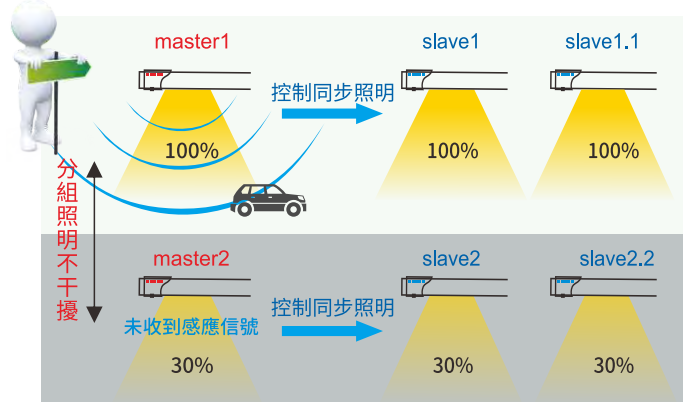 master1
slave1
slave1.1
控制同步照明
100%
100%
100%
分組照明不干擾
master2
slave2
slave2.2
未收到感應信號
控制同步照明
30%
30%
30%